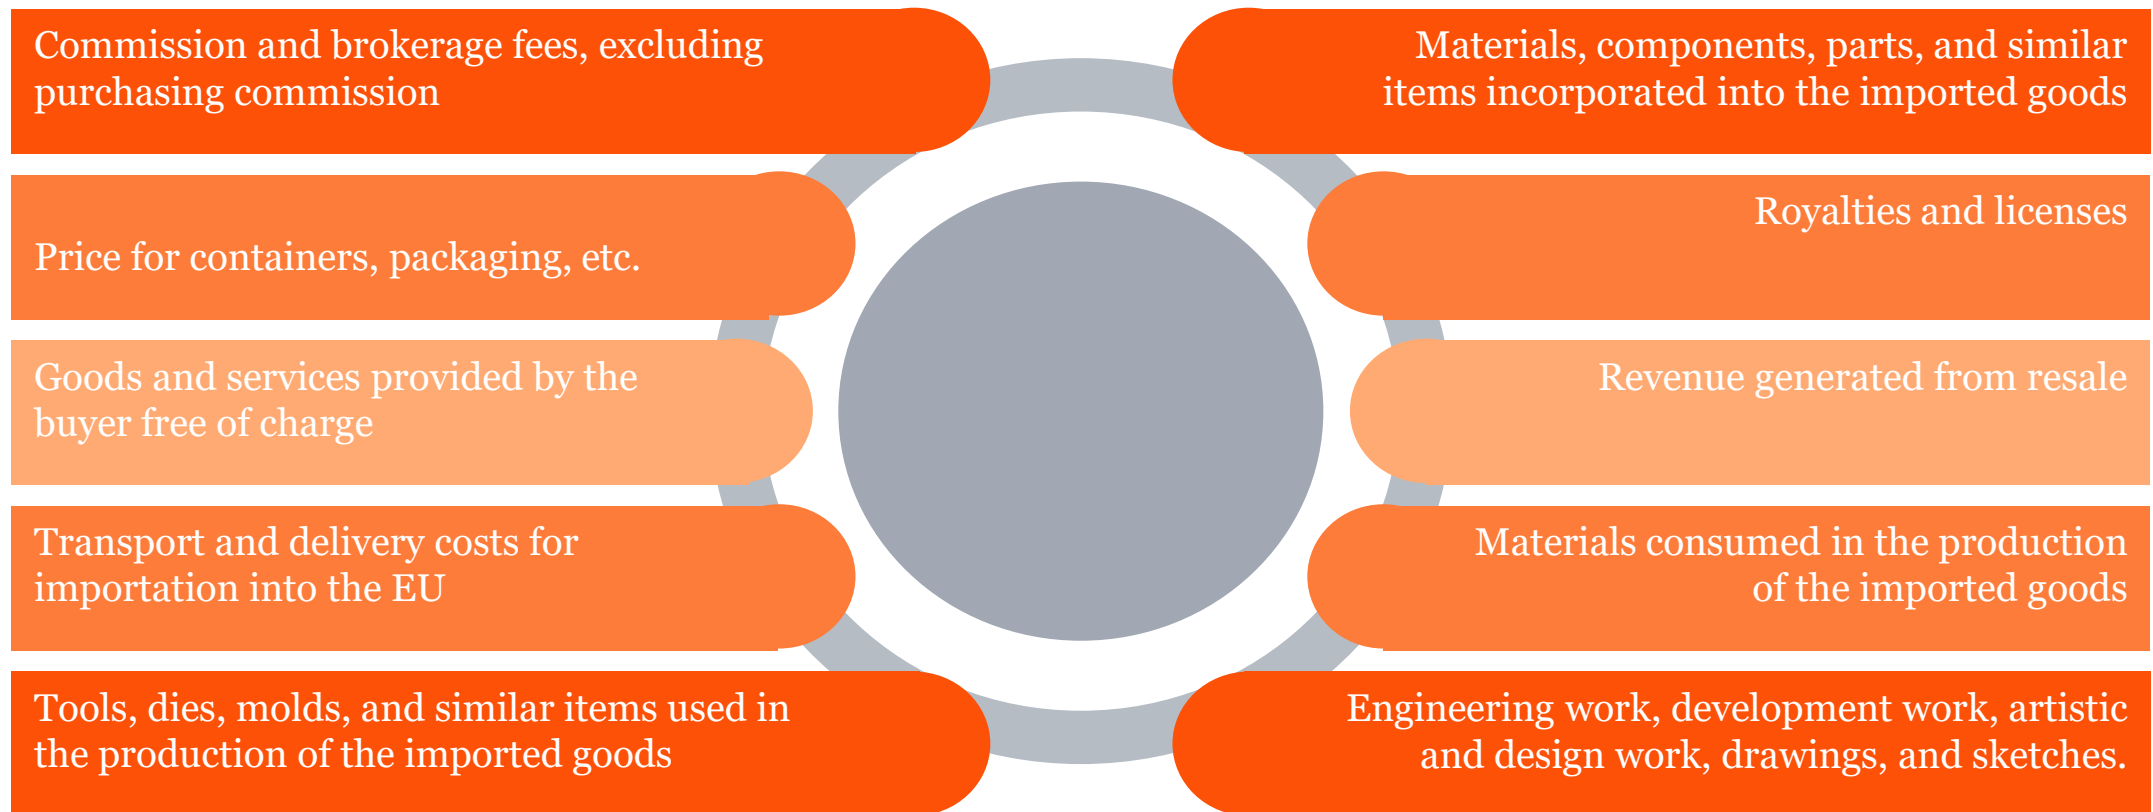 Commission and brokerage fees, excluding
purchasing commission
Price for containers, packaging, etc.
Goods and services provided by the
buyer free of charge
Transport and delivery costs for
importation into the EU
Tools, dies, molds, and similar items used in
the production of the imported goods
Materials, components, parts, and similar
items incorporated into the imported goods
Royalties and licenses
Revenue generated from resale
Materials consumed in the production
of the imported goods
Engineering work, development work, artistic
and design work, drawings, and sketches.